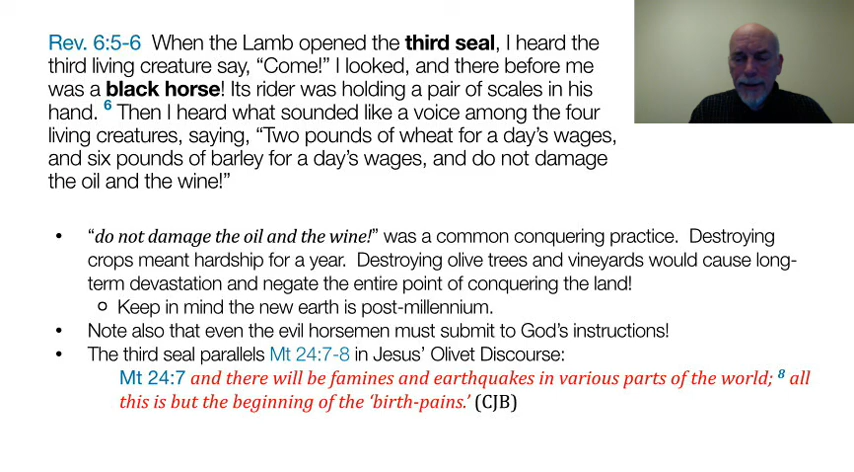 Rev. 6:5-6 When the Lamb opened the third seal, I heard the
third living creature say, “Come!” I looked, and there before me
was a black horse! Its rider was holding a pair of scales in his
hand. 6 Then I heard what sounded like a voice among the four
living creatures, saying, “Two pounds of wheat for a day’s wages,
and six pounds of barley for a day’s wages, and do not damage
the oil and the wine!”
• “do not damage the oil and the wine!” was a common conquering practice. Destroying
crops meant hardship for a year. Destroying olive trees and vineyards would cause long-
term devastation and negate the entire point of conquering the land!
o Keep in mind the new earth is post-millennium.
• Note also that even the evil horsemen must submit to God’s instructions!
• The third seal parallels Mt 24:7-8 in Jesus’ Olivet Discourse:
Mt 24:7 and there will be famines and earthquakes in various parts of the world; 8 all
this is but the beginning of the ‘birth-pains.’ (CJB)